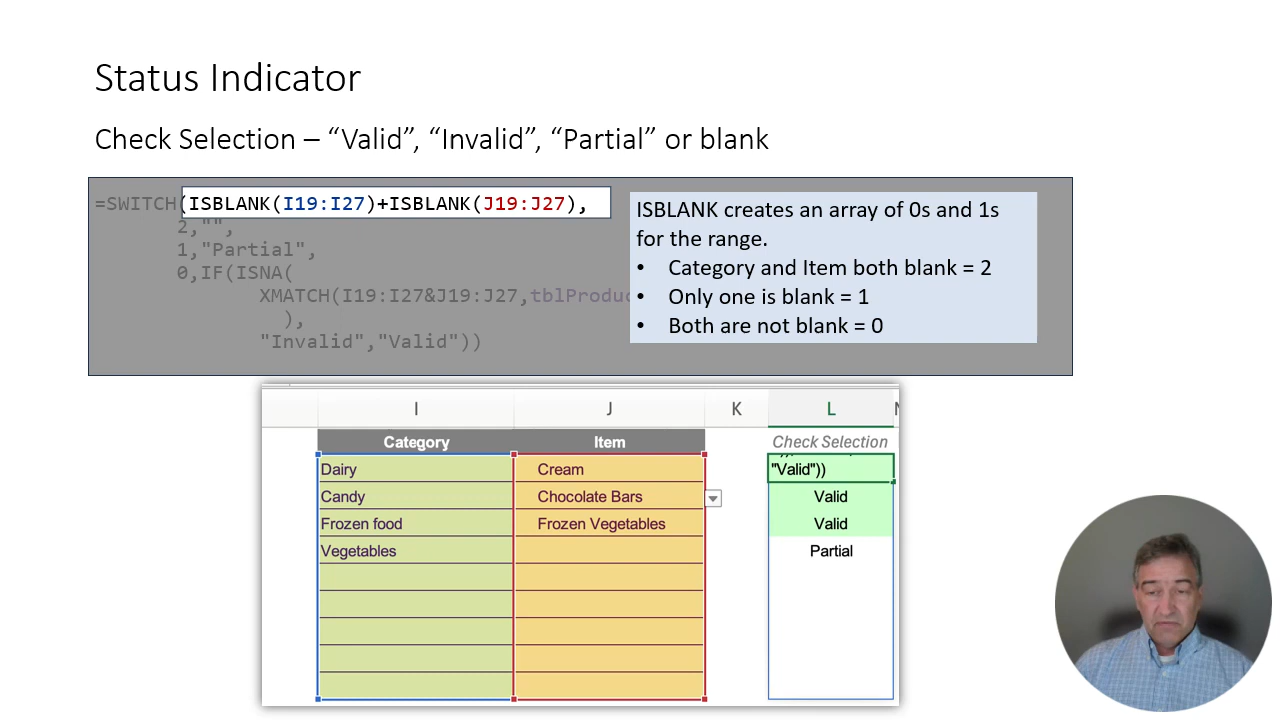 Status Indicator
Check Selection – “Valid”, “Invalid”, “Partial” or blank
=SWITCH(ISBLANK(I19:I27)+ISBLANK(J19:J27),
2,"",
1,"Partial",
0,IF(ISNA(
XMATCH(I19:I27&J19:J27,tblProduc
),
"Invalid","Valid"))
ISBLANK creates an array of 0s and 1s
for the range.
• Category and Item both blank = 2
• Only one is blank = 1
• Both are not blank = 0
I J K L
Category Item Check Selection
Dairy Cream "Valid"))
Candy Chocolate Bars Valid
Frozen food Frozen Vegetables Valid
Vegetables Partial